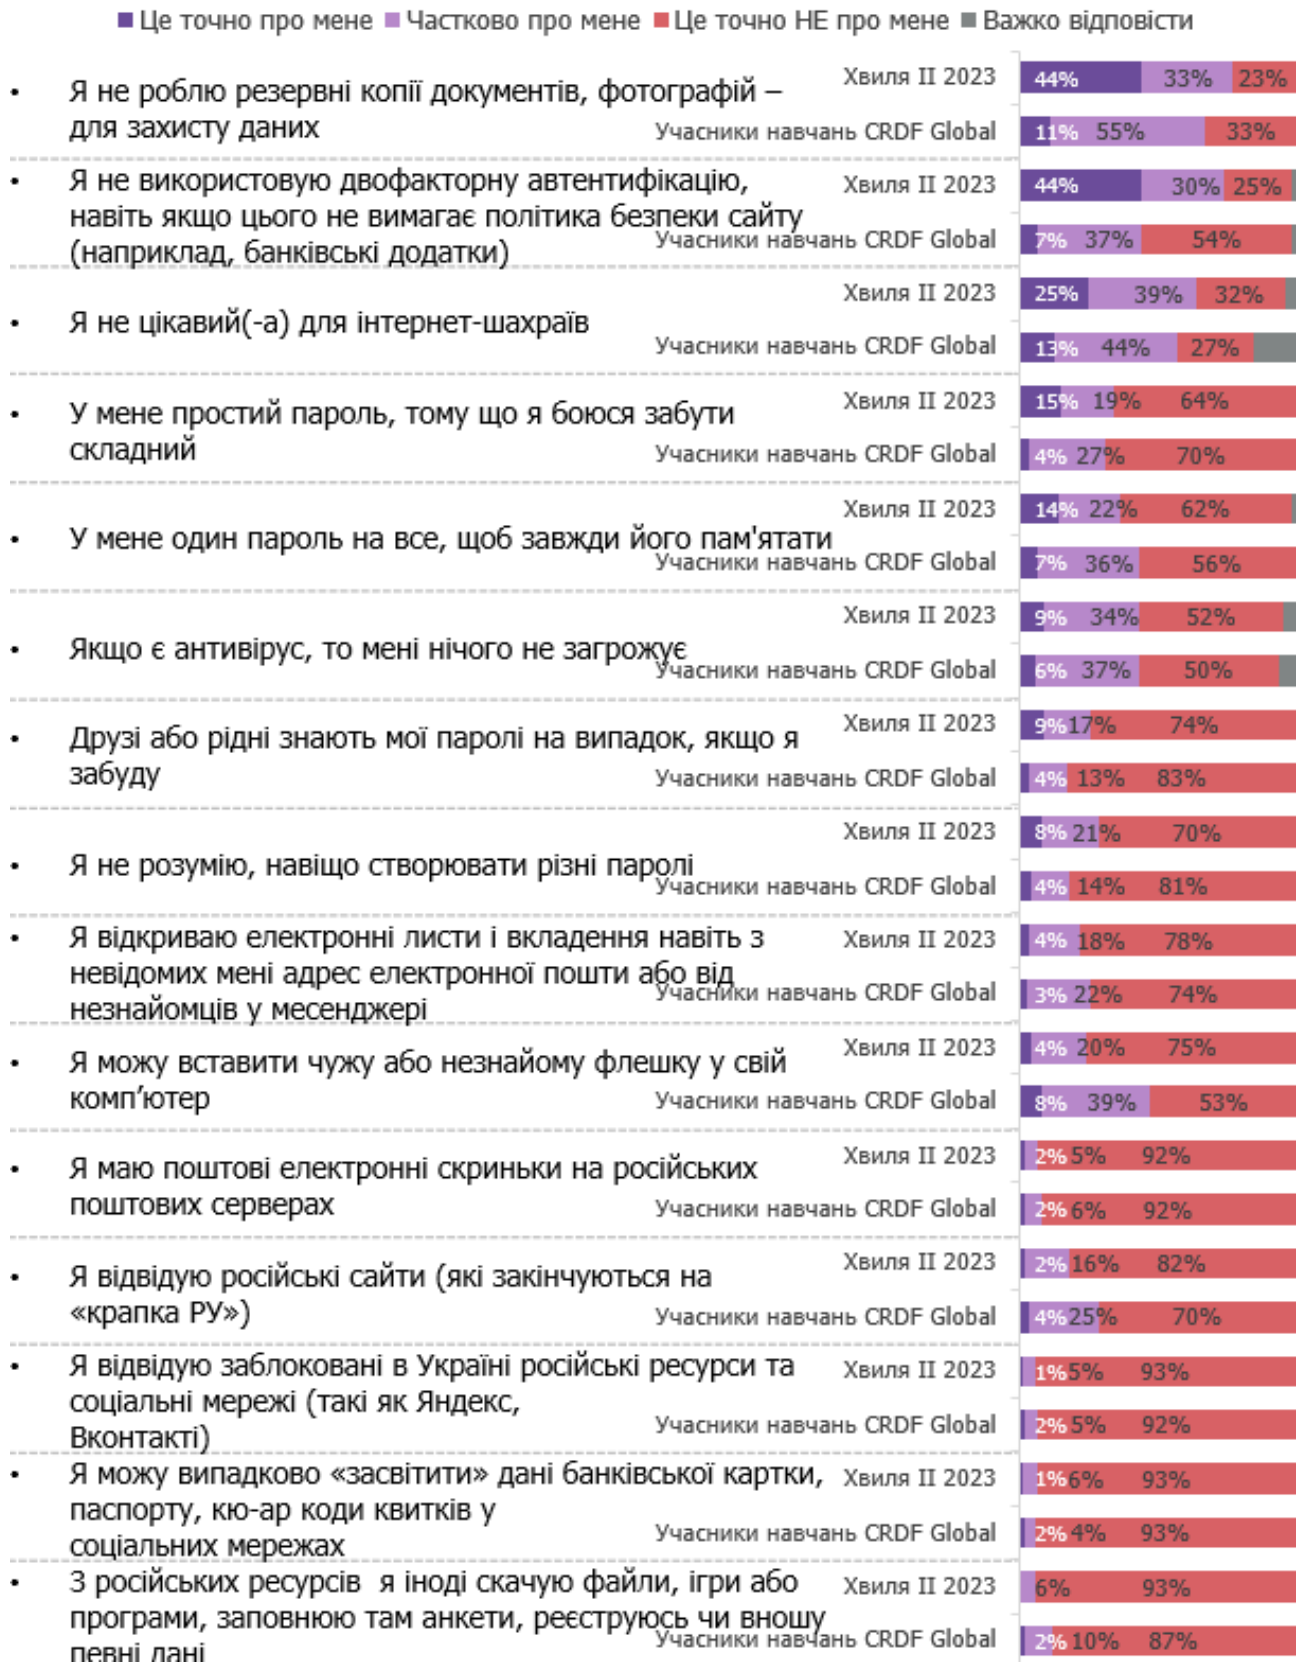 Це точно про мене Частково про мене Це точно НЕ про мене Важко відповісти
• Я не роблю резервні копії документів, фотографій –
для захисту даних
Хвиля II 2023 44% 33% 23%
Учасники навчань CRDF Global 11% 55% 33%
• Я не використовую двофакторну автентифікацію,
навіть якщо цього не вимагає політика безпеки сайту
(наприклад, банківські додатки)
Хвиля II 2023 44% 30% 25%
Учасники навчань CRDF Global 7% 37% 54%
• Я не цікавий(-а) для інтернет-шахраїв
Хвиля II 2023 25% 39% 32%
Учасники навчань CRDF Global 13% 44% 27%
• У мене простий пароль, тому що я боюся забути
складний
Хвиля II 2023 15% 19% 64%
Учасники навчань CRDF Global 4% 27% 70%
• У мене один пароль на все, щоб завжди його пам'ятати
Хвиля II 2023 14% 22% 62%
Учасники навчань CRDF Global 7% 36% 56%
• Якщо є антивірус, то мені нічого не загрожує
Хвиля II 2023 9% 34% 52%
Учасники навчань CRDF Global 6% 37% 50%
• Друзі або рідні знають мої паролі на випадок, якщо я
забуду
Хвиля II 2023 9% 17% 74%
Учасники навчань CRDF Global 4% 13% 83%
• Я не розумію, навіщо створювати різні паролі
Хвиля II 2023 8% 21% 70%
Учасники навчань CRDF Global 4% 14% 81%
• Я відкриваю електронні листи і вкладення навіть з
невідомих мені адрес електронної пошти або від
незнайомців у месенджері
Хвиля II 2023 4% 18% 78%
Учасники навчань CRDF Global 3% 22% 74%
• Я можу вставити чужу або незнайому флешку у свій
комп’ютер
Хвиля II 2023 4% 20% 75%
Учасники навчань CRDF Global 8% 39% 53%
• Я маю поштові електронні скриньки на російських
поштових серверах
Хвиля II 2023 2% 5% 92%
Учасники навчань CRDF Global 2% 6% 92%
• Я відвідую російські сайти (які закінчуються на
«крапка РУ»)
Хвиля II 2023 2% 16% 82%
Учасники навчань CRDF Global 4% 25% 70%
• Я відвідую заблоковані в Україні російські ресурси та
соціальні мережі (такі як Яндекс,
Вконтакті)
Хвиля II 2023 1% 5% 93%
Учасники навчань CRDF Global 2% 5% 92%
• Я можу випадково «засвітити» дані банківської картки,
паспорту, кю-ар коди квитків у
соціальних мережах
Хвиля II 2023 1% 6% 93%
Учасники навчань CRDF Global 2% 4% 93%
• З російських ресурсів я іноді скачую файли, ігри або
програми, заповнюю там анкети, реєструюсь чи вношу
певні дані
Хвиля II 2023 6% 93%
Учасники навчань CRDF Global 2% 10% 87%